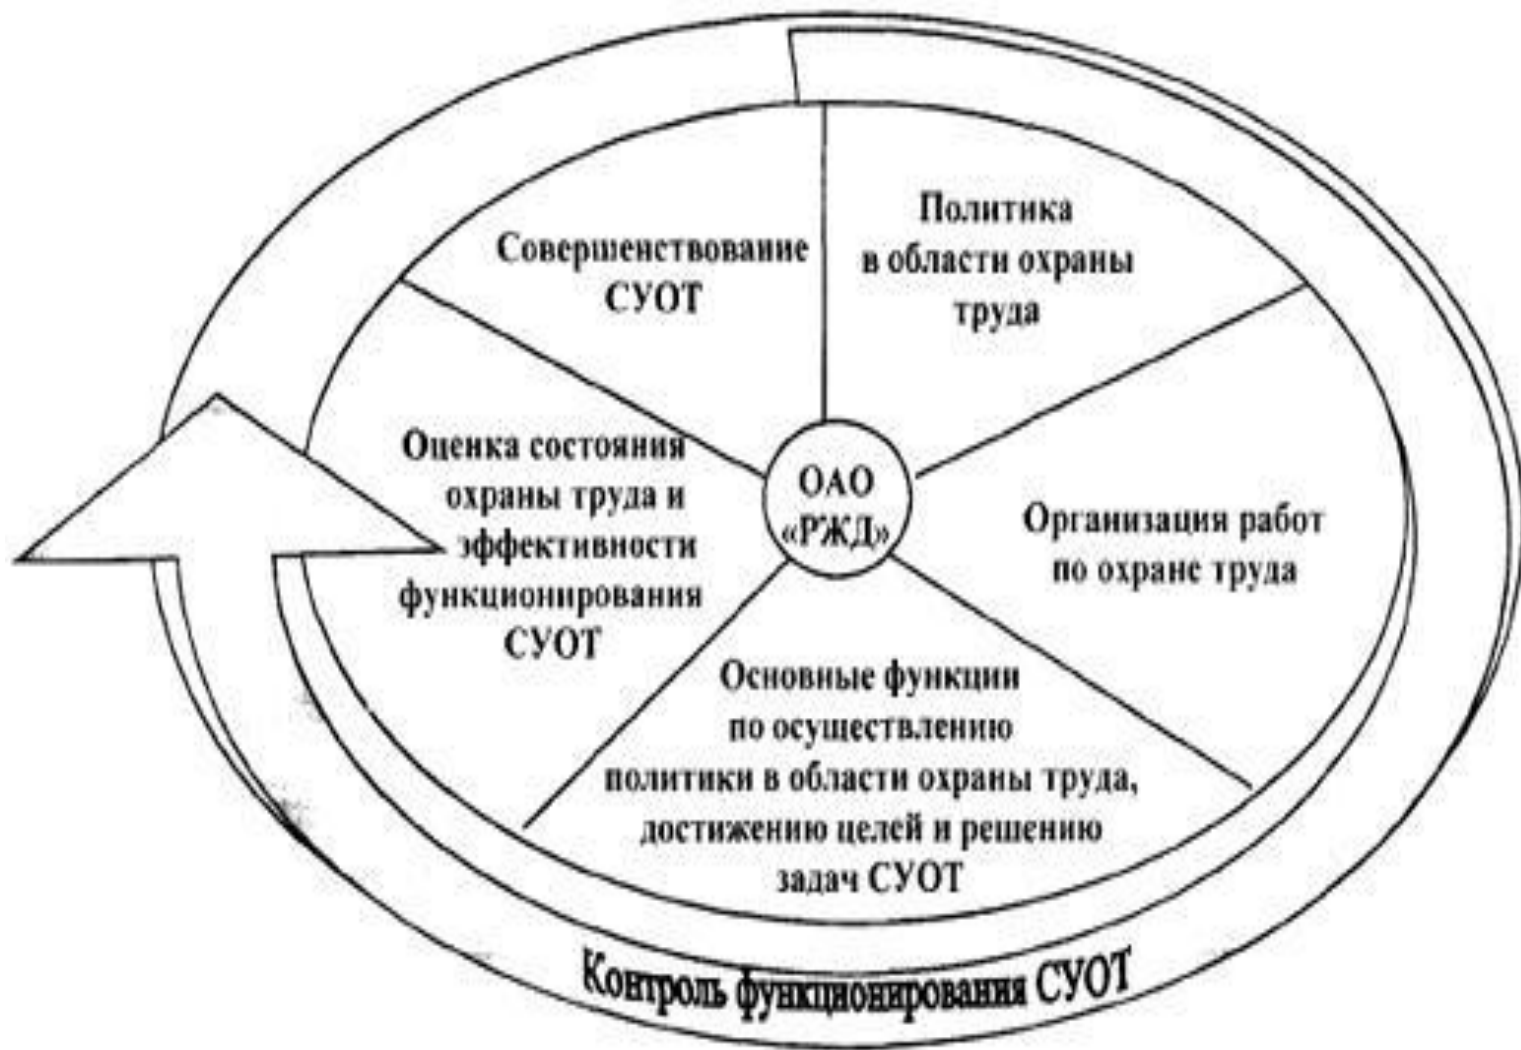 Совершенствование
СУОТ
Политика
в области охраны
труда
Оценка состояния
охраны труда и
эффективности
функционирования
СУОТ
ОАО
«РЖД»
Организация работ
по охране труда
Основные функции
по осуществлению
политики в области охраны труда,
достижению целей и решению
задач СУОТ
Контроль функционирования СУОТ